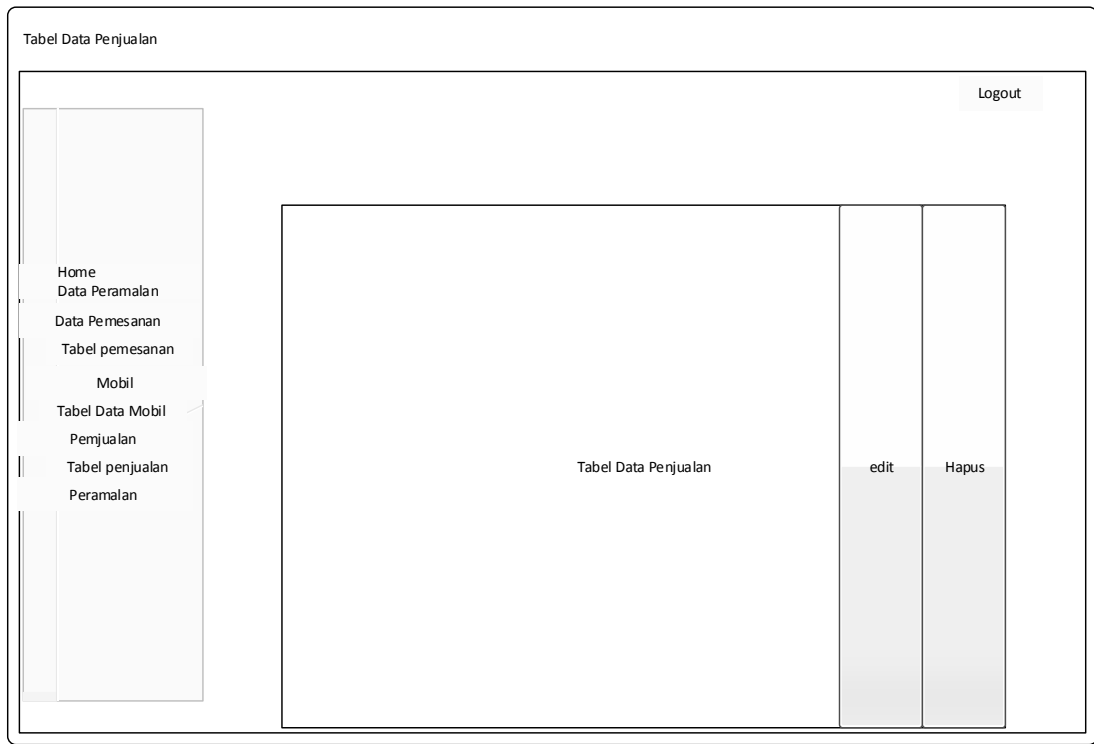 Tabel Data Penjualan
Logout
Home
Data Peramalan
Data Pemesanan
Tabel pemesanan
Mobil
Tabel Data Mobil
Pemjualan
Tabel penjualan
Peramalan
Tabel Data Penjualan
edit
Hapus